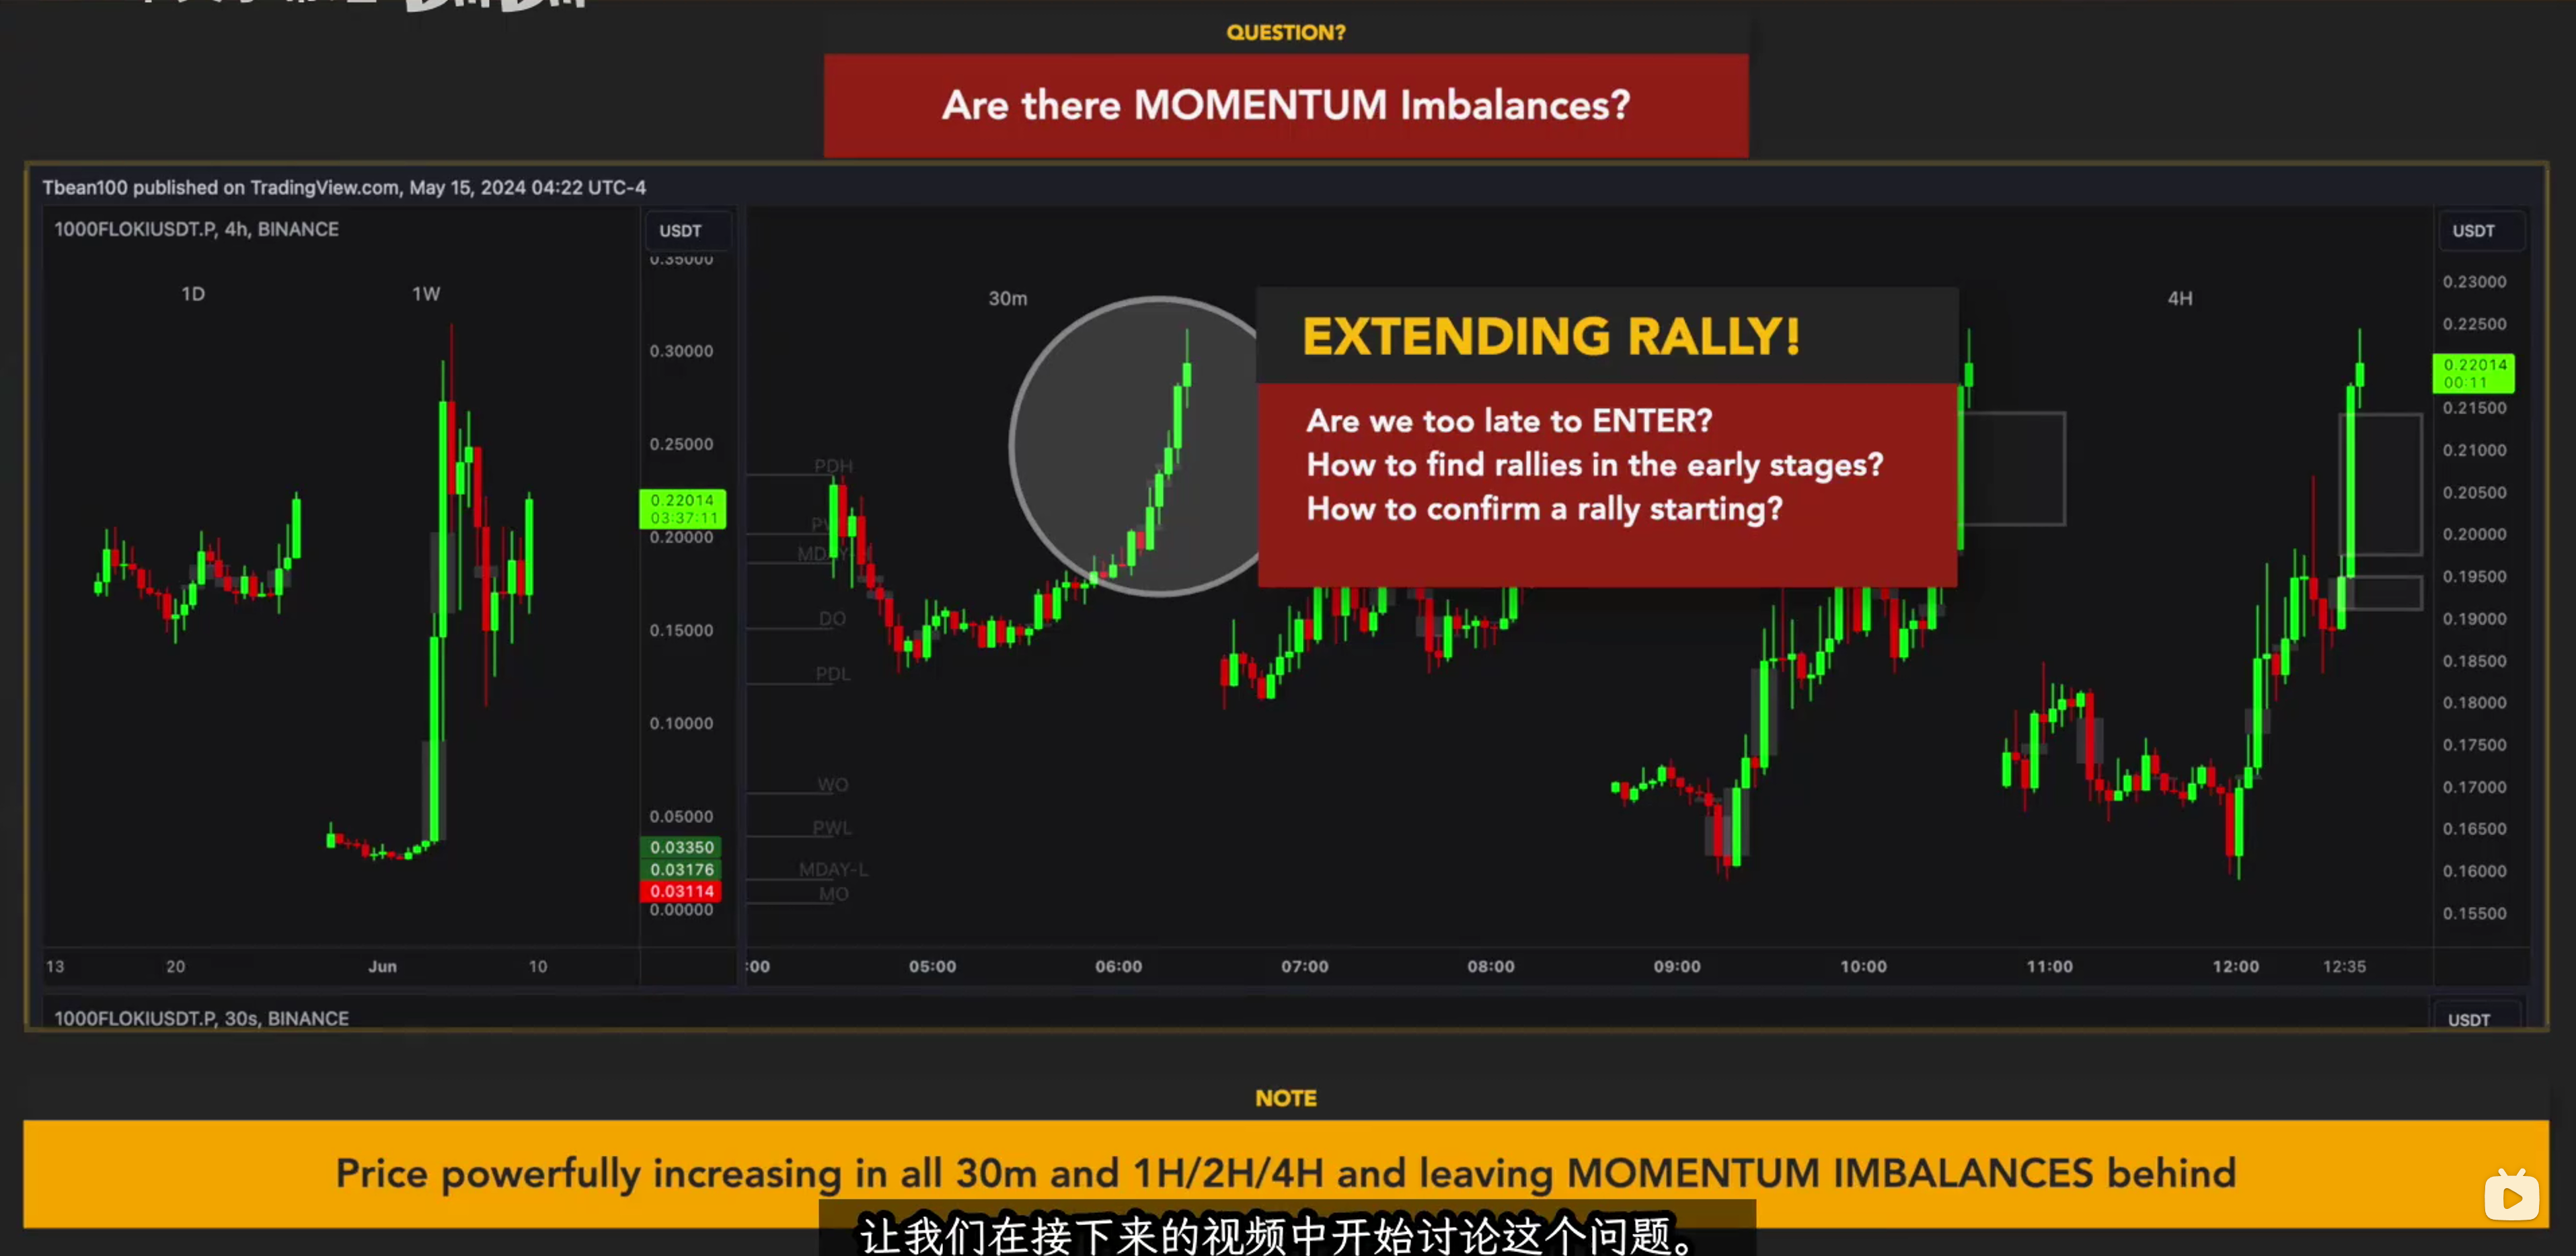 QUESTION?
Are there MOMENTUM Imbalances?
Tbean100 published on TradingView.com, May 15, 2024 04:22 UTC-4
1000FLOKIUSDT.P, 4h, BINANCE
USDT
1D
1W
0.35000
0.30000
0.25000
0.22014
03:37:11
0.20000
0.15000
0.10000
0.05000
0.03350
0.03176
0.03114
0.00000
13
20
Jun
10
30m
PDH
DO
PDL
WO
PWL
MDAY-L
MO
EXTENDING RALLY!
Are we too late to ENTER?
How to find rallies in the early stages?
How to confirm a rally starting?
4H
USDT
0.23000
0.22500
0.22014
00:11
0.21500
0.21000
0.20500
0.20000
0.19500
0.19000
0.18500
0.18000
0.17500
0.17000
0.16500
0.16000
0.15500
:00
05:00
06:00
07:00
08:00
09:00
10:00
11:00
12:00
12:35
1000FLOKIUSDT.P, 30s, BINANCE
USDT
NOTE
Price powerfully increasing in all 30m and 1H/2H/4H and leaving MOMENTUM IMBALANCES behind
让我们在接下来的视频中开始讨论这个问题。